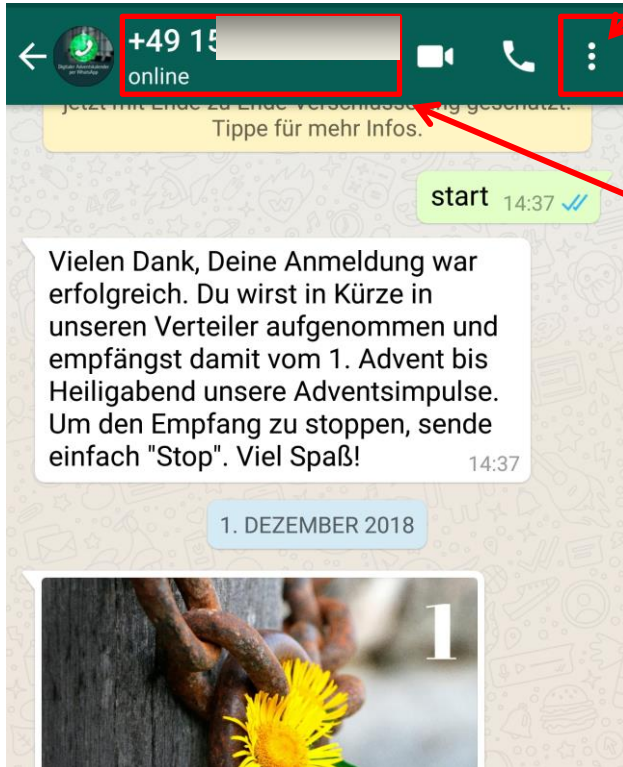 +49 15
online
Tippe für mehr Infos.
start 14:37
Vielen Dank, Deine Anmeldung war
erfolgreich. Du wirst in Kürze in
unseren Verteiler aufgenommen und
empfängst damit vom 1. Advent bis
Heiligabend unsere Adventsimpulse.
Um den Empfang zu stoppen, sende
einfach "Stop". Viel Spaß!
14:37
1. DEZEMBER 2018
1